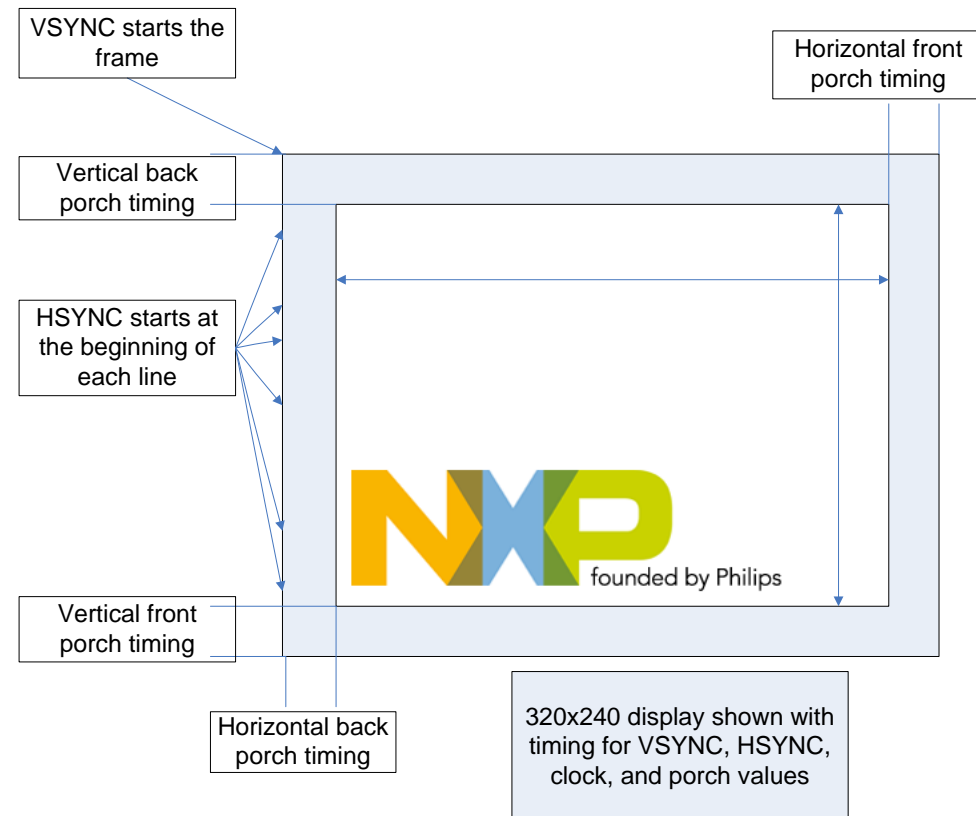 VSYNC starts the
frame
Horizontal front
porch timing
Vertical back
porch timing
HSYNC starts at
the beginning of
each line
NXP
founded by Philips
Vertical front
porch timing
Horizontal back
porch timing
320x240 display shown with
timing for VSYNC, HSYNC,
clock, and porch values